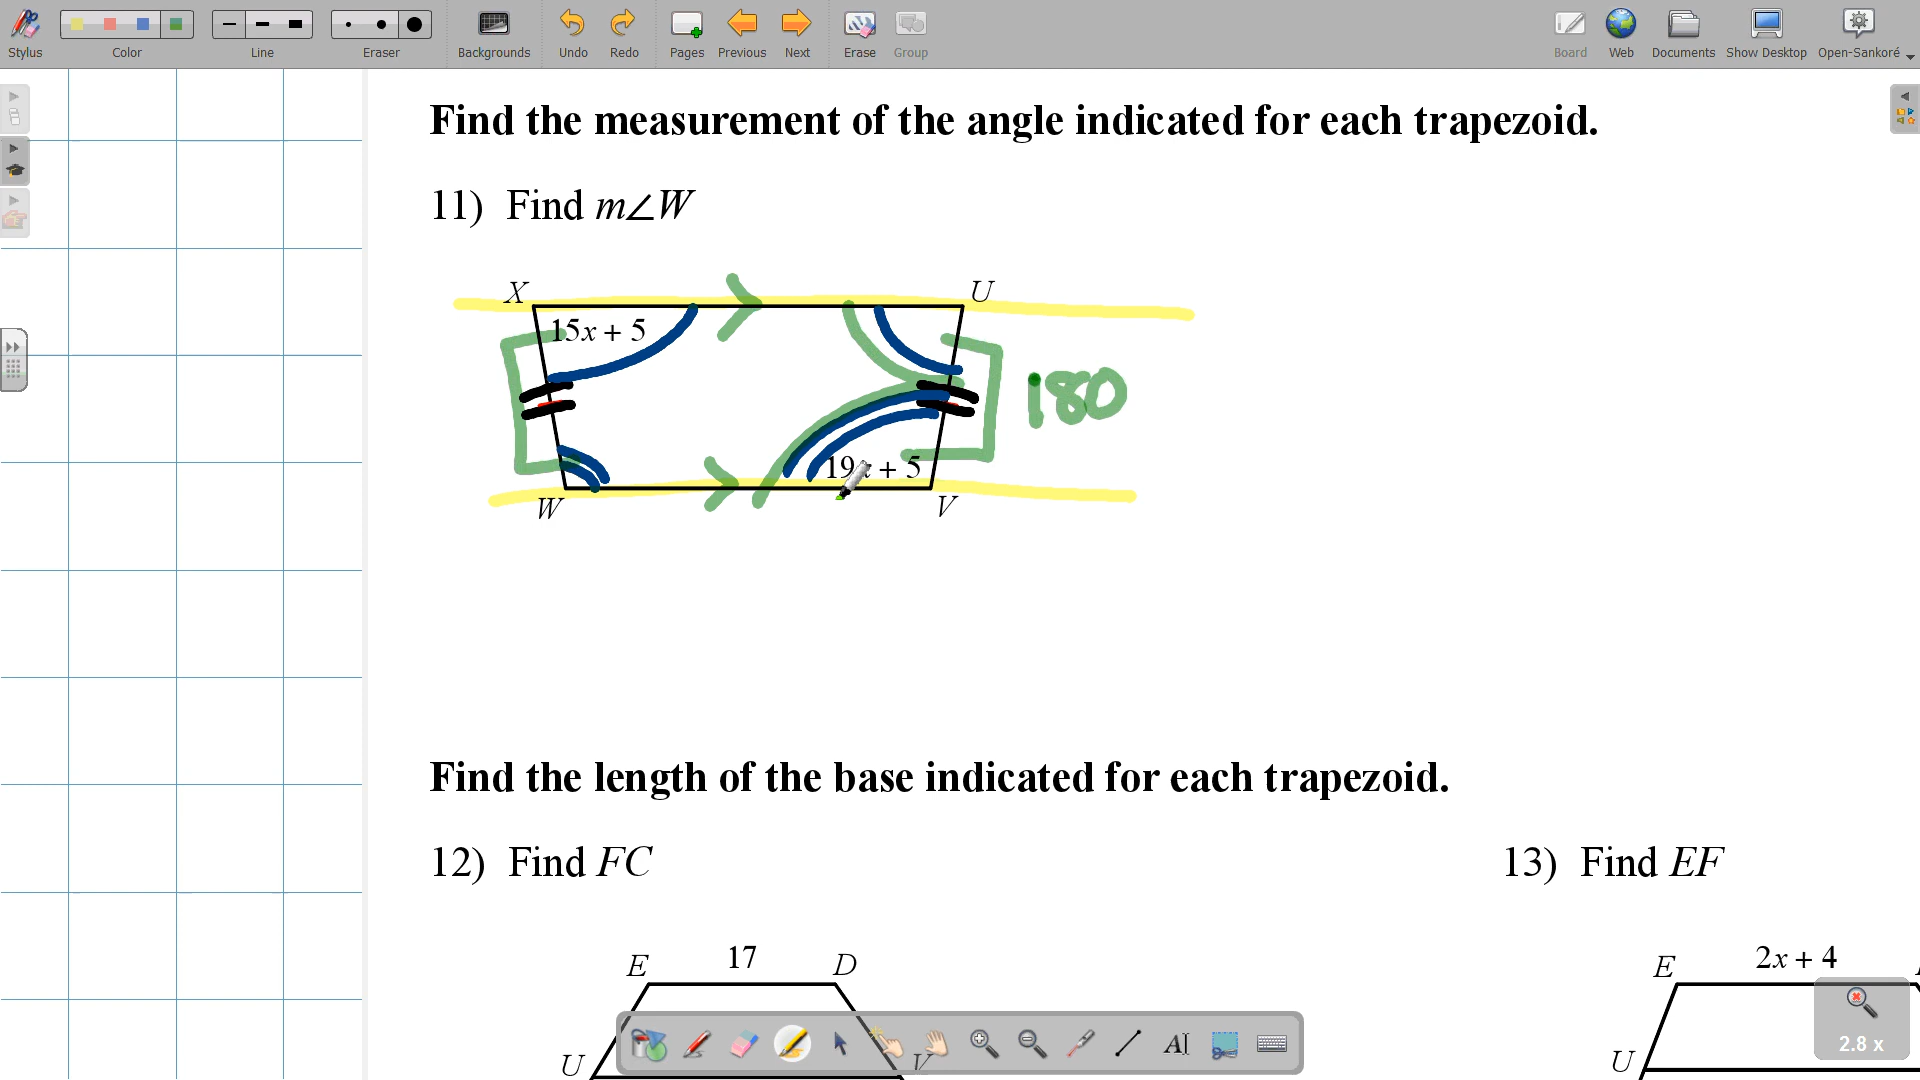 Stylus Color Line Eraser Backgrounds Undo Redo Pages Previous Next Erase Group Board Web Documents Show Desktop Open-Sankoré
Find the measurement of the angle indicated for each trapezoid.
11) Find m∠W
X U
15x + 5
180
19x + 5
W V
Find the length of the base indicated for each trapezoid.
12) Find FC
13) Find EF
E 17 D
E 2x + 4
U V
U
AI
2.8 x